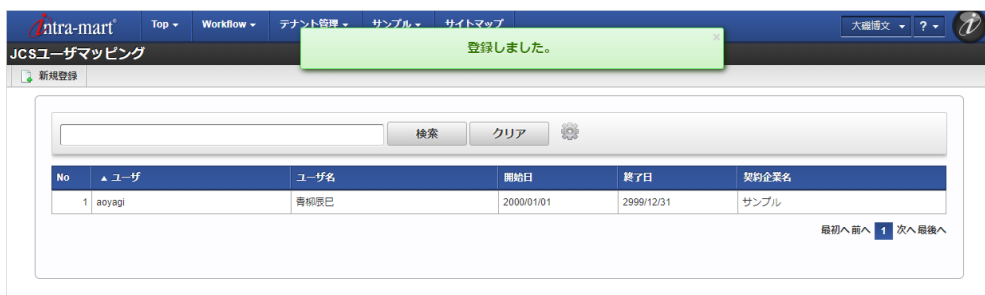 intra-mart Top Workflow テナント管理 サンプル サイトマップ 大磯博文 ?
登録しました。 ×
JCSユーザマッピング
新規登録
検索 クリア
No ▲ ユーザ ユーザ名 開始日 終了日 契約企業名
1 aoyagi 青柳辰巳 2000/01/01 2999/12/31 サンプル
最初へ 前へ 1 次へ 最後へ